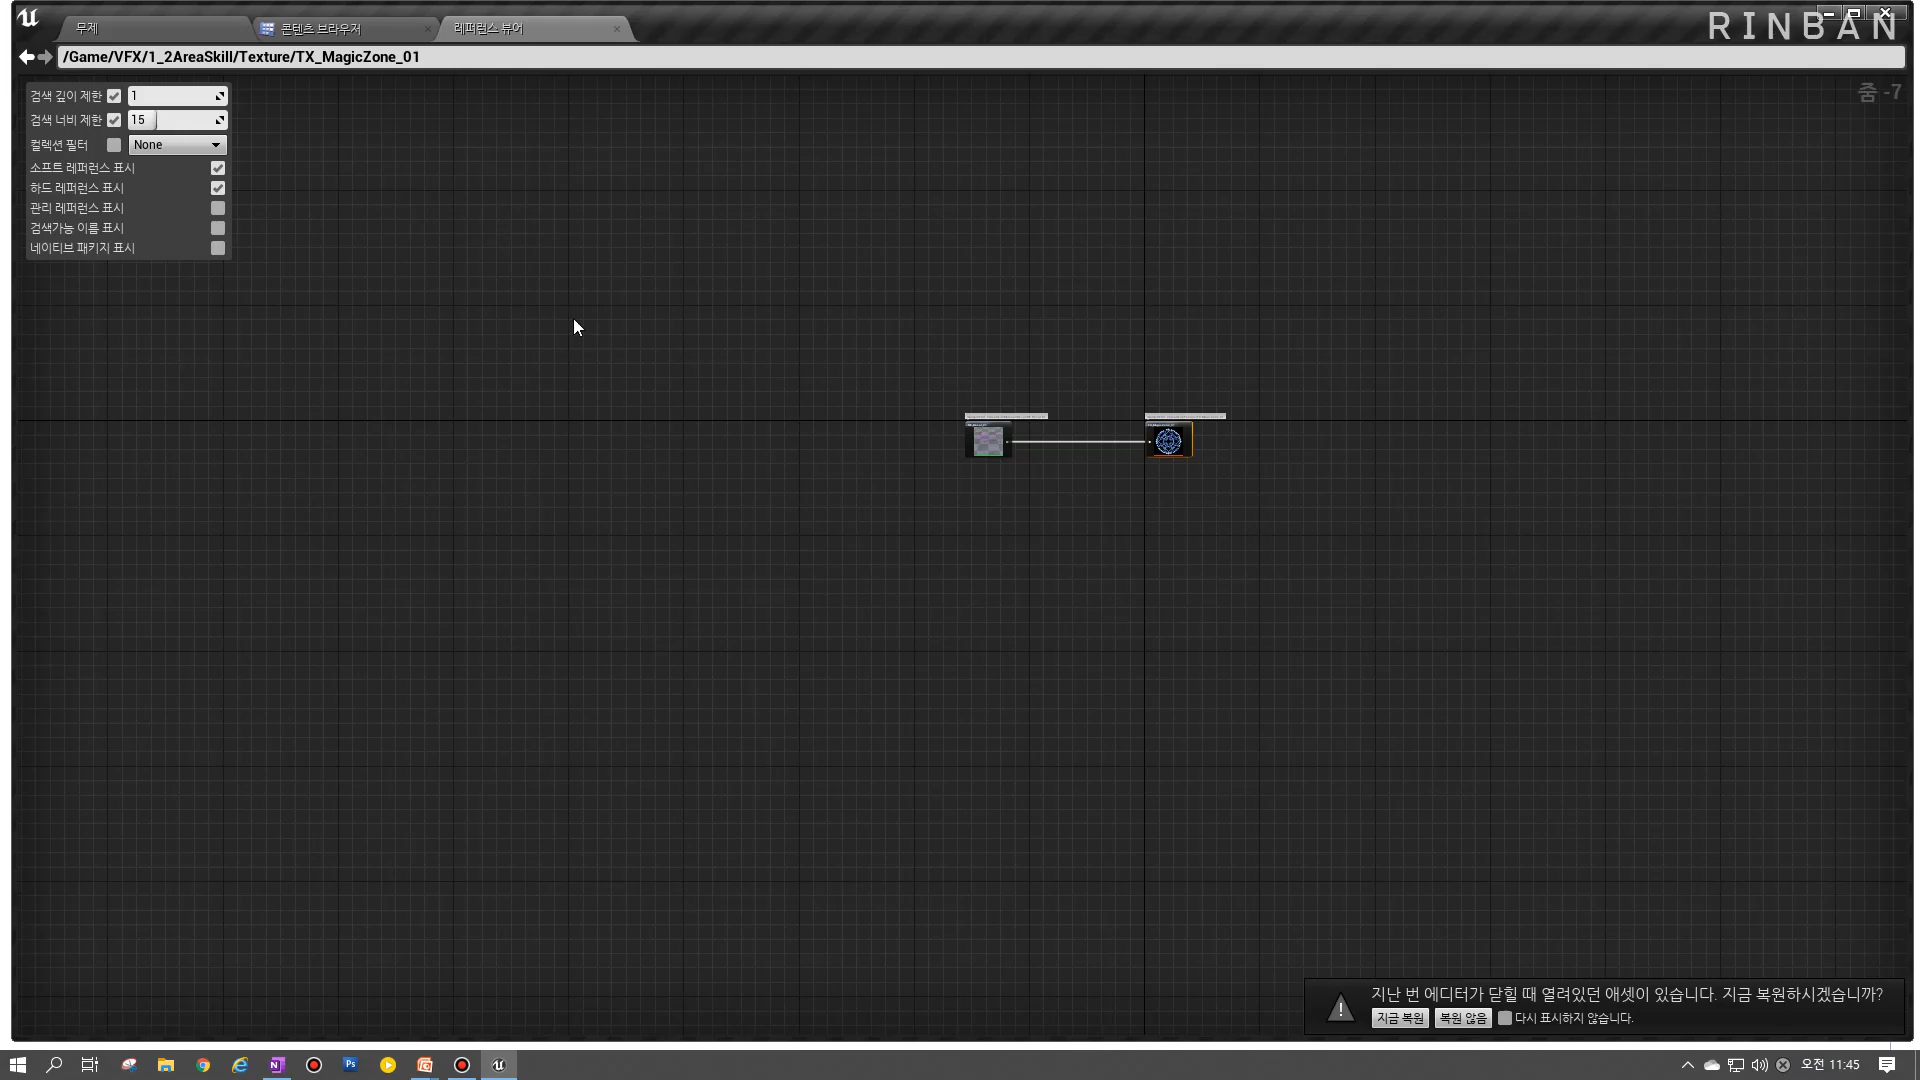 무제
콘텐츠 브라우저
레퍼런스 뷰어
RINBAN
/Game/VFX/1_2AreaSkill/Texture/TX_MagicZone_01
줌 -7
검색 깊이 제한 1
검색 너비 제한 15
컬렉션 필터 None
소프트 레퍼런스 표시
하드 레퍼런스 표시
관리 레퍼런스 표시
검색가능 이름 표시
네이티브 패키지 표시
지난 번 에디터가 닫힐 때 열려있던 애셋이 있습니다. 지금 복원하시겠습니까?
지금 복원 복원 않음 다시 표시하지 않습니다.
오전 11:45